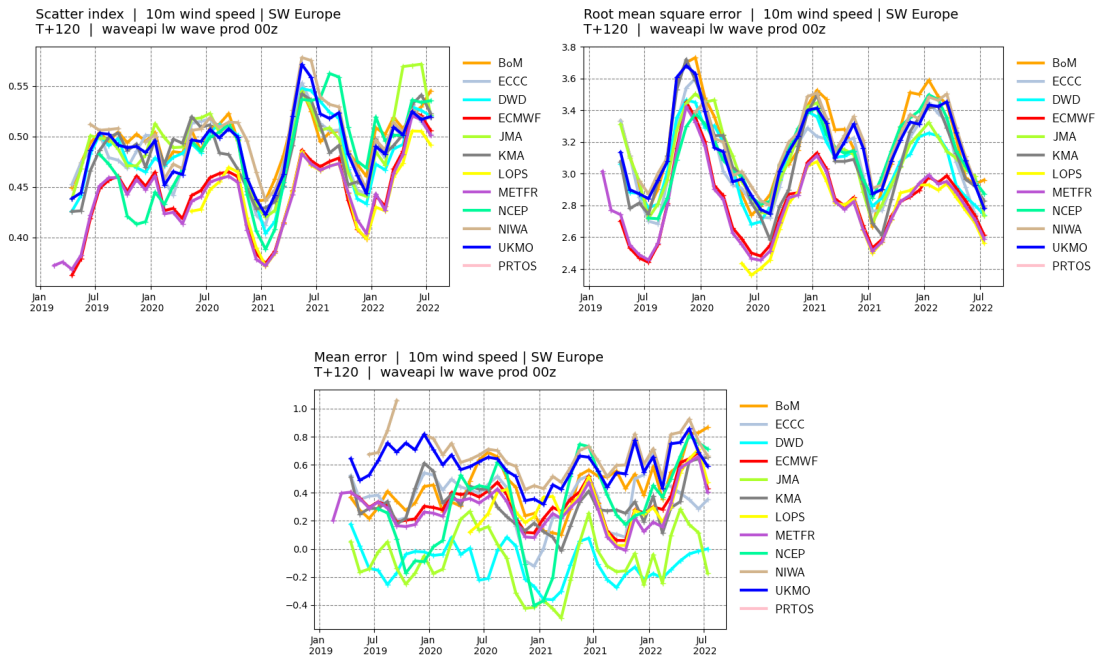 Scatter index | 10m wind speed | SW Europe
T+120 | waveapi lw wave prod 00z
0.55
0.50
0.45
0.40
Jan 2019
Jul
Jan 2020
Jul
Jan 2021
Jul
Jan 2022
Jul 2022
BoM
ECCC
DWD
ECMWF
JMA
KMA
LOPS
METFR
NCEP
NIWA
UKMO
PRTOS
Root mean square error | 10m wind speed | SW Europe
T+120 | waveapi lw wave prod 00z
3.8
3.6
3.4
3.2
3.0
2.8
2.6
2.4
Jan Jul Jan Jul Jan Jul Jan Jul
2019 2019 2020 2020 2021 2021 2022 2022
BoM
ECCC
DWD
ECMWF
JMA
KMA
LOPS
METFR
NCEP
NIWA
UKMO
PRTOS
Mean error | 10m wind speed | SW Europe
T+120 | waveapi lw wave prod 00z
1.0
0.8
0.6
0.4
0.2
0.0
−0.2
−0.4
Jan Jul Jan Jul Jan Jul Jan Jul
2019 2019 2020 2020 2021 2021 2022 2022
BoM
ECCC
DWD
ECMWF
JMA
KMA
LOPS
METFR
NCEP
NIWA
UKMO
PRTOS